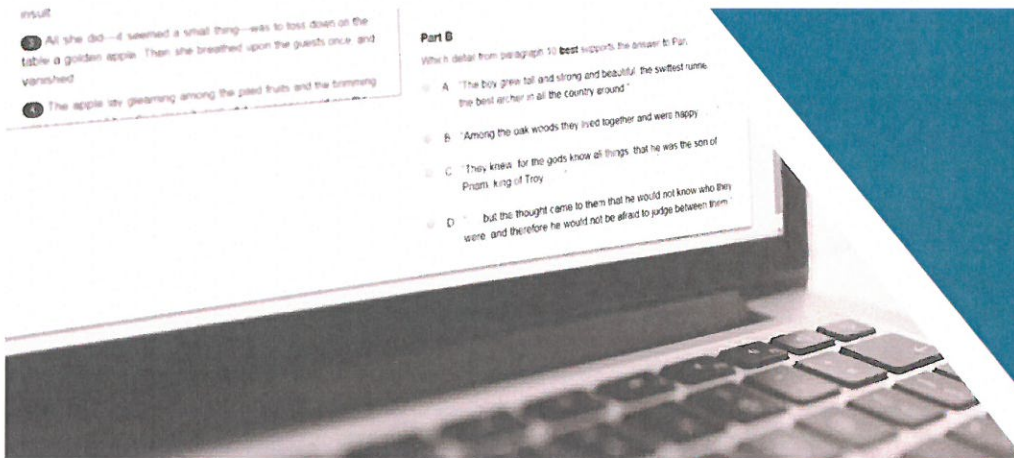 insult
3 All she did—it seemed a small thing—was to toss down on the
table a golden apple. Then she breathed upon the guests once and
vanished
4 The apple lay gleaming among the piled fruits and the brimming
Part B
Which detail from paragraph 10 best supports the answer to Par
A "The boy grew tall and strong and beautiful, the swiftest runne
the best archer in all the country around."
B "Among the oak woods they lived together and were happy
C "They knew, for the gods know all things, that he was the son of
Priam, king of Troy
D " but the thought came to them that he would not know who they
were, and therefore he would not be afraid to judge between them."